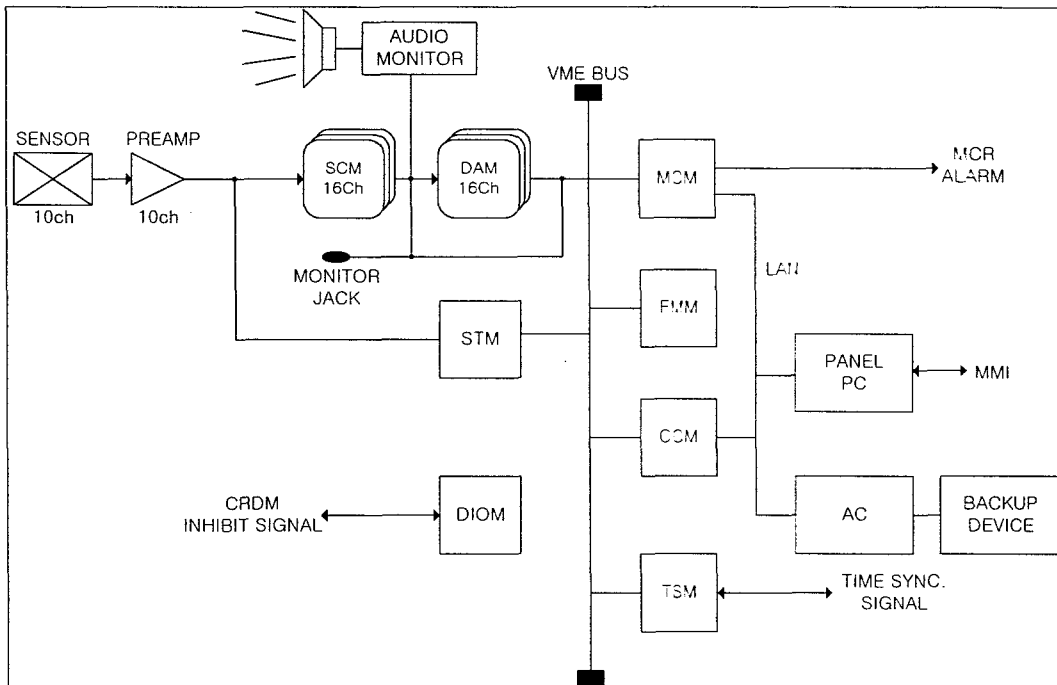 AUDIO
MONITOR
VME BUS
SENSOR
PREAMP
SCM
16Ch
DAM
16Ch
MCM
MCR
ALARM
10ch
10ch
MONITOR
JACK
LAN
STM
PANEL
PC
MMI
CRDM
INHIBIT SIGNAL
DIOM
AC
BACKUP
DEVICE
TSM
TIME SYNC.
SIGNAL